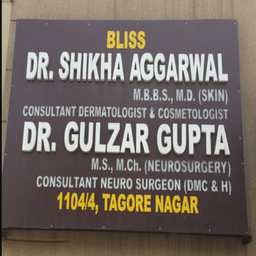 BLISS
DR. SHIKHA AGGARWAL
M.B.B.S., M.D. (SKIN)
CONSULTANT DERMATOLOGIST & COSMETOLOGIST
DR. GULZAR GUPTA
M.S., M.Ch. (NEUROSURGERY)
CONSULTANT NEURO SURGEON (DMC & H)
1104/4, TAGORE NAGAR